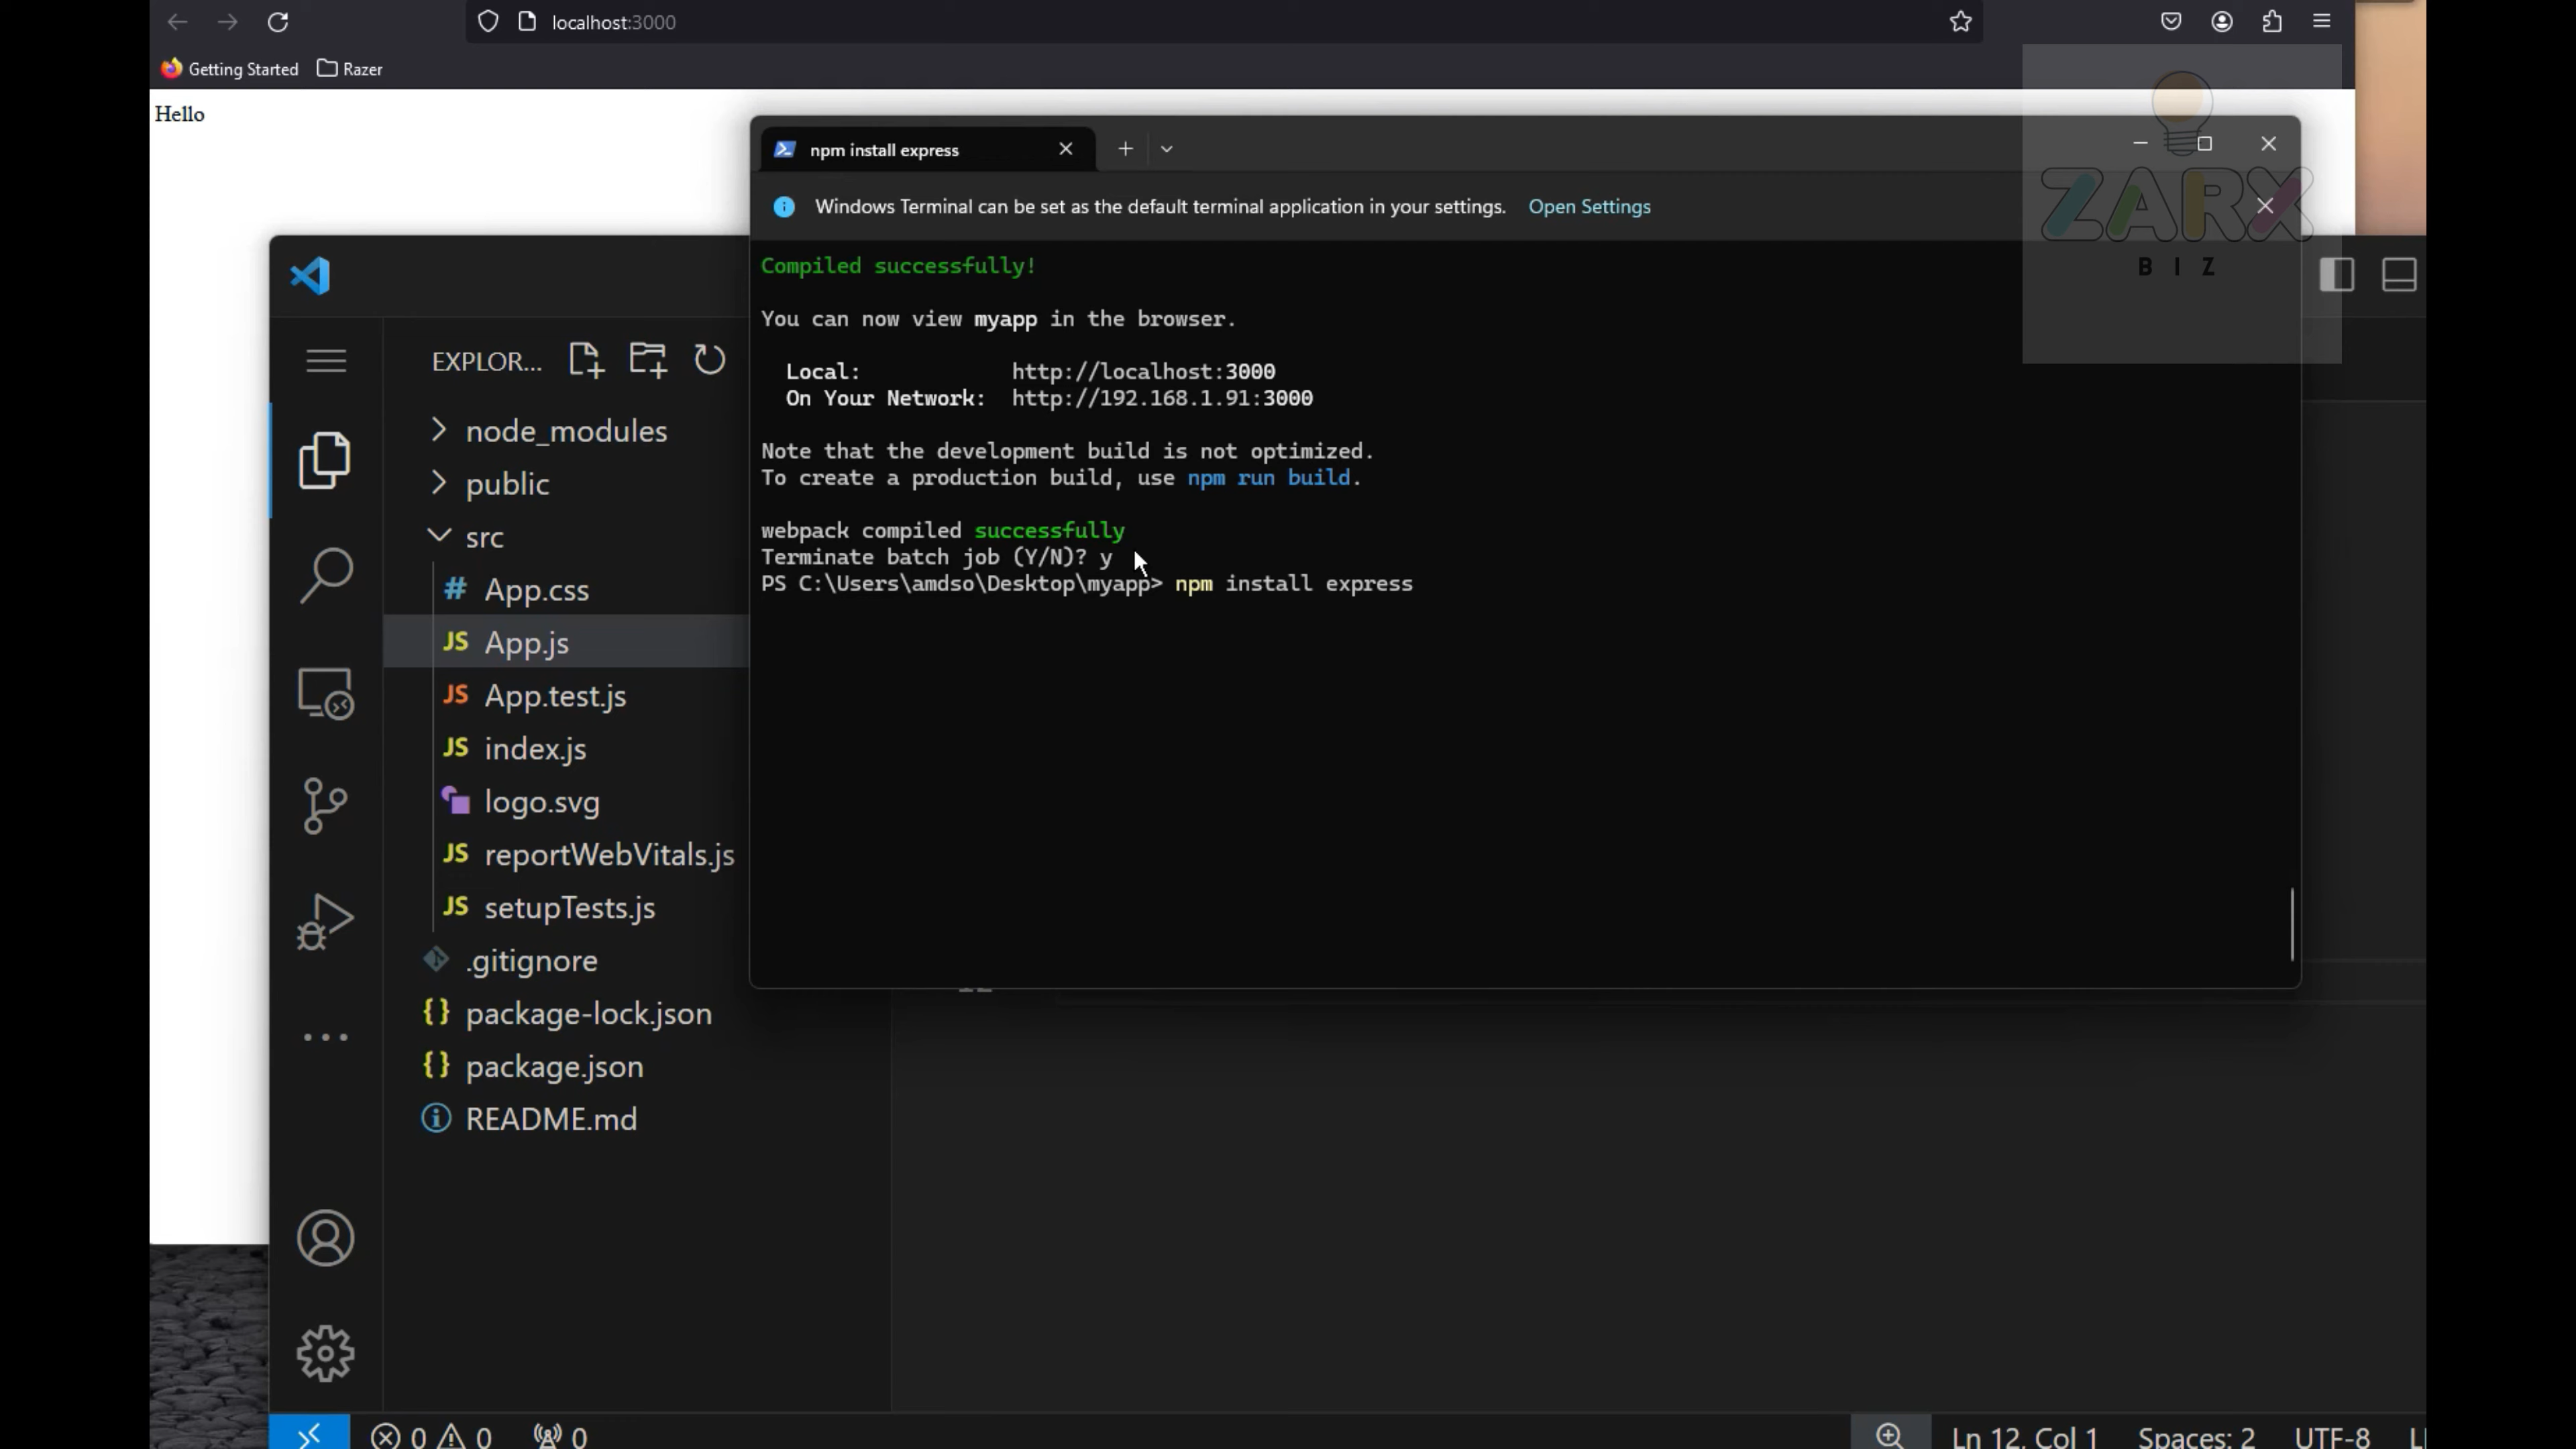 localhost:3000
Getting Started
Razer
Hello
npm install express
Windows Terminal can be set as the default terminal application in your settings. Open Settings
ZARX
BIZ
Compiled successfully!
You can now view myapp in the browser.
Local: http://localhost:3000
On Your Network: http://192.168.1.91:3000
Note that the development build is not optimized.
To create a production build, use npm run build.
webpack compiled successfully
Terminate batch job (Y/N)? y
PS C:\Users\amdso\Desktop\myapp> npm install express
EXPLOR...
node_modules
public
src
# App.css
JS App.js
JS App.test.js
JS index.js
logo.svg
JS reportWebVitals.js
JS setupTests.js
.gitignore
{} package-lock.json
{} package.json
README.md
0 0 0
Ln 12, Col 1 Spaces: 2 UTF-8